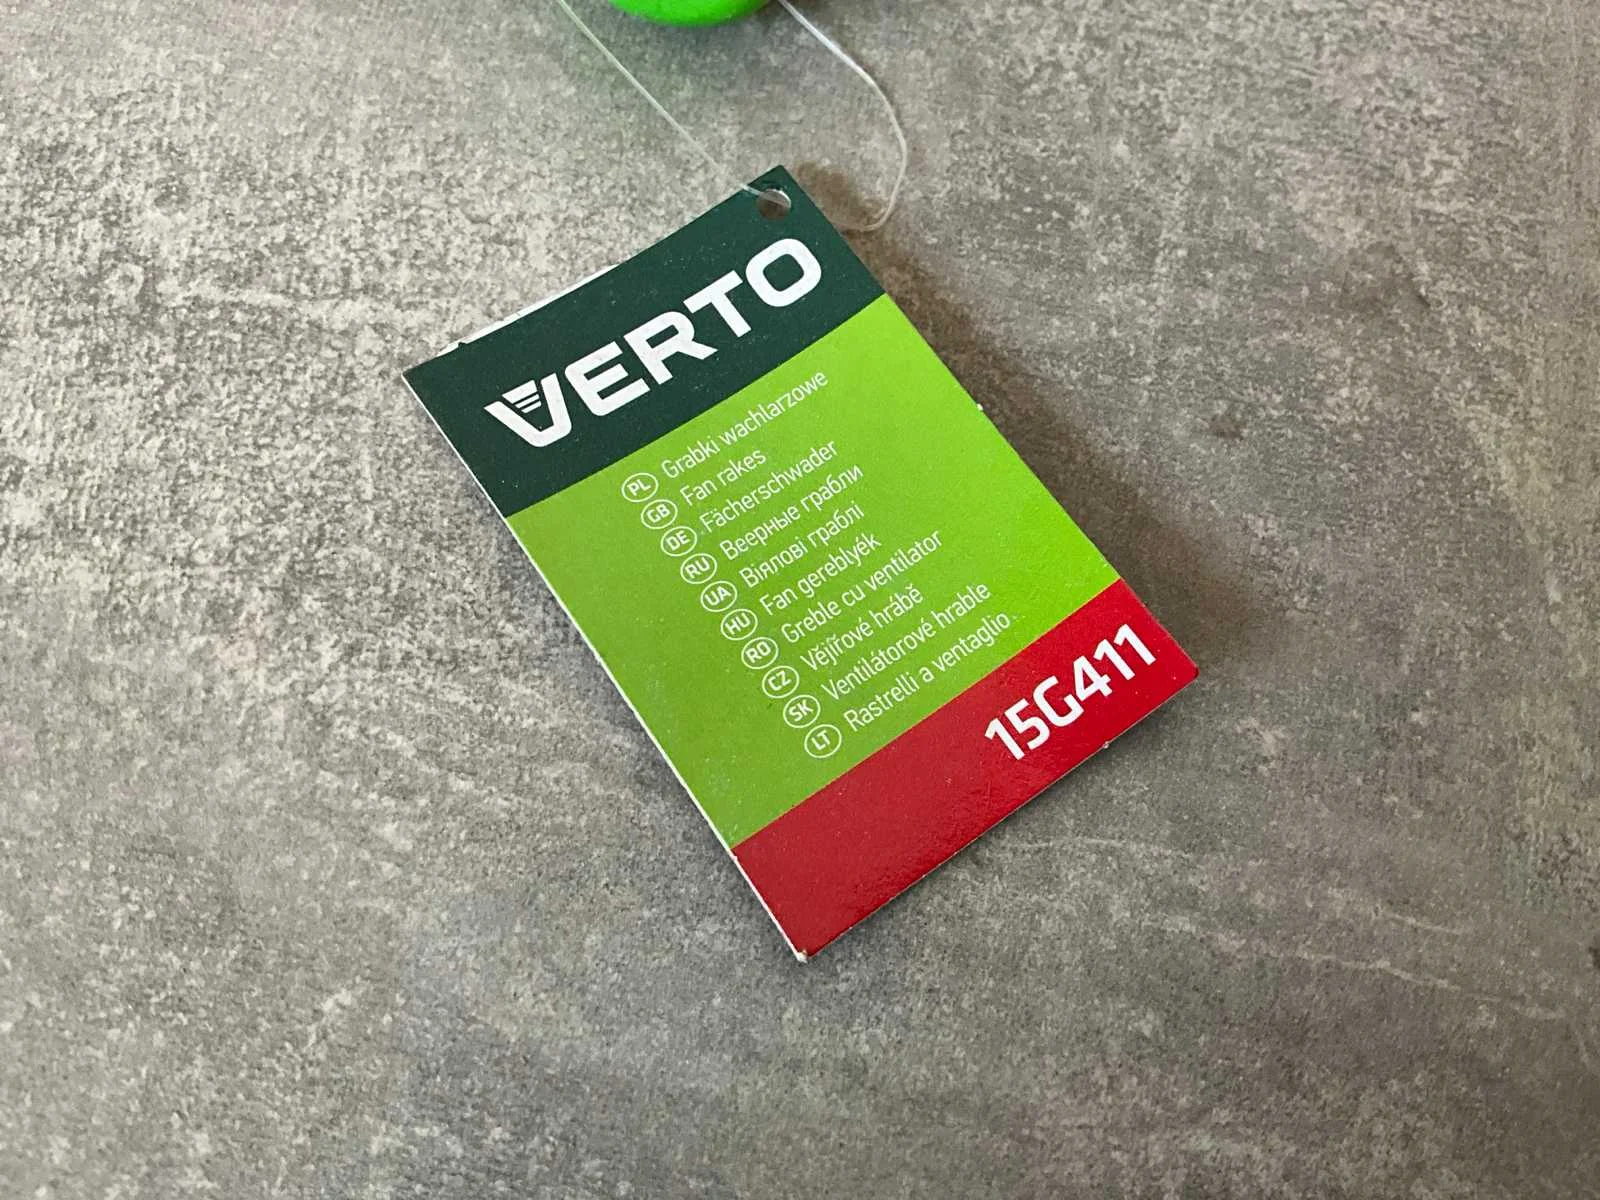 VERTO
PL Grabki wachlarzowe
GB Fan rakes
DE Fächerschwader
RU Веерные грабли
UA Віялові граблі
HU Fan gereblyék
RO Greble cu ventilator
CZ Vějířové hrábě
SK Ventilátorové hrable
LT Rastrelli a ventaglio
15G411